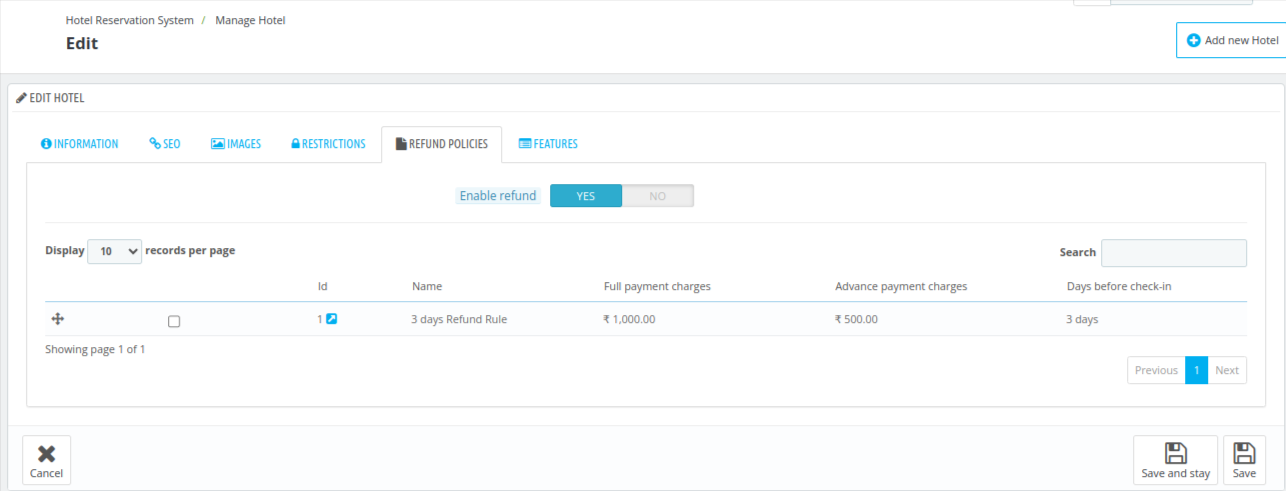 Hotel Reservation System / Manage Hotel
Edit
Add new Hotel
EDIT HOTEL
INFORMATION SEO IMAGES RESTRICTIONS REFUND POLICIES FEATURES
Enable refund YES NO
Display 10 records per page Search
Id Name Full payment charges Advance payment charges Days before check-in
1 3 days Refund Rule ₹ 1,000.00 ₹ 500.00 3 days
Showing page 1 of 1
Previous 1 Next
Cancel Save and stay Save